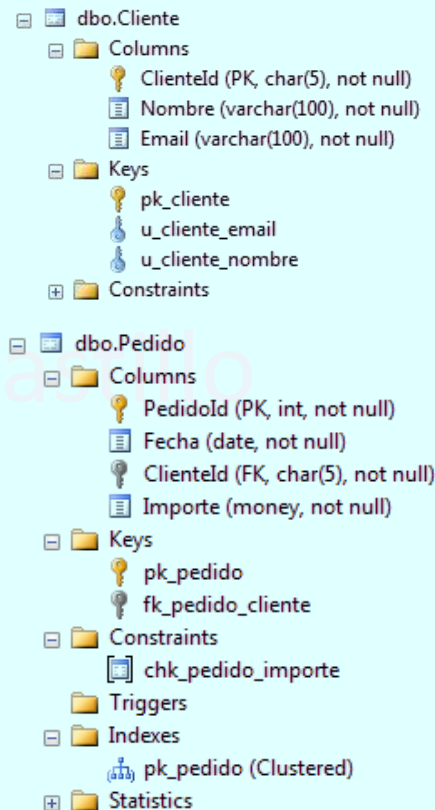 dbo.Cliente
Columns
ClienteId (PK, char(5), not null)
Nombre (varchar(100), not null)
Email (varchar(100), not null)
Keys
pk_cliente
u_cliente_email
u_cliente_nombre
Constraints
dbo.Pedido
Columns
PedidoId (PK, int, not null)
Fecha (date, not null)
ClienteId (FK, char(5), not null)
Importe (money, not null)
Keys
pk_pedido
fk_pedido_cliente
Constraints
chk_pedido_importe
Triggers
Indexes
pk_pedido (Clustered)
Statistics